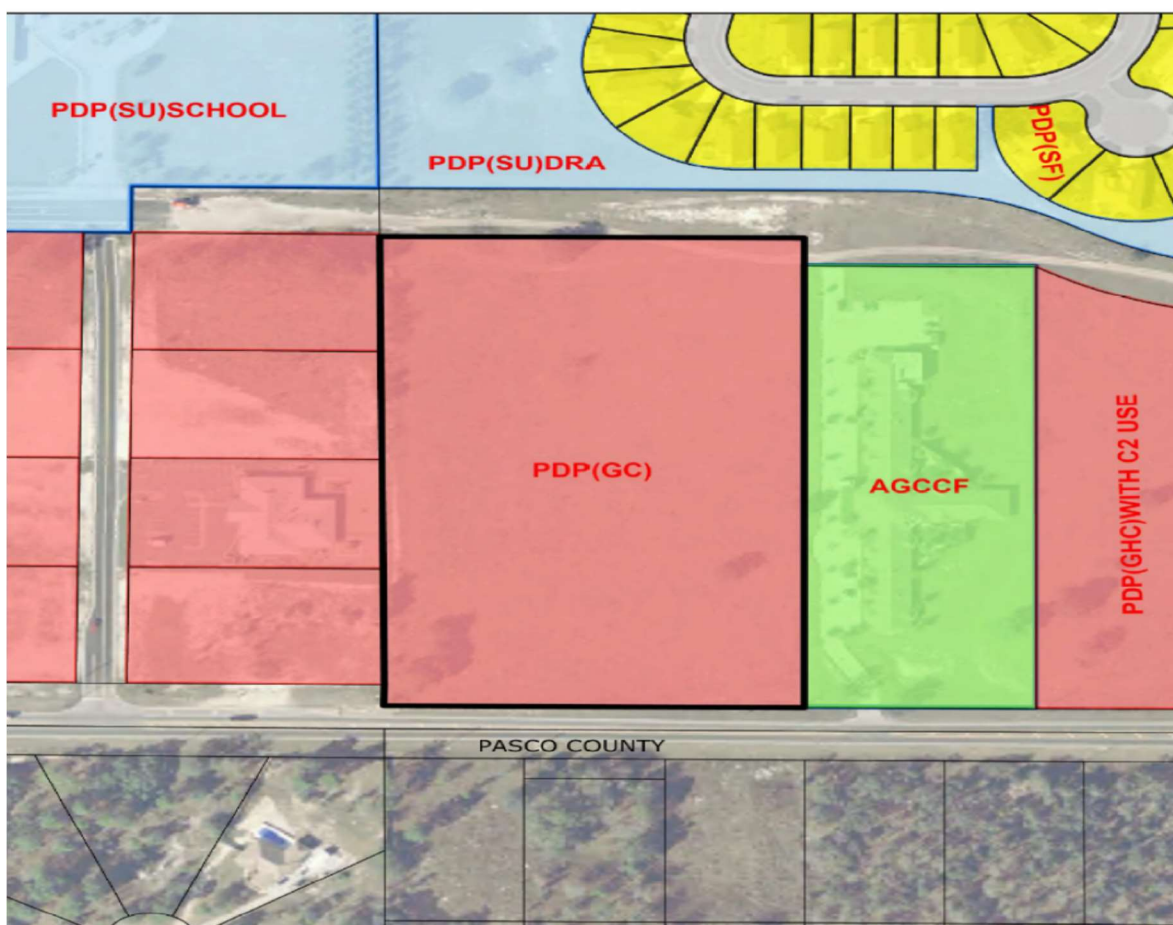 PDP(SU)SCHOOL
PDP(SU)DRA
PDP(SF)
PDP(GC)
AGCCF
PDP(GHC)WITH C2 USE
PASCO COUNTY